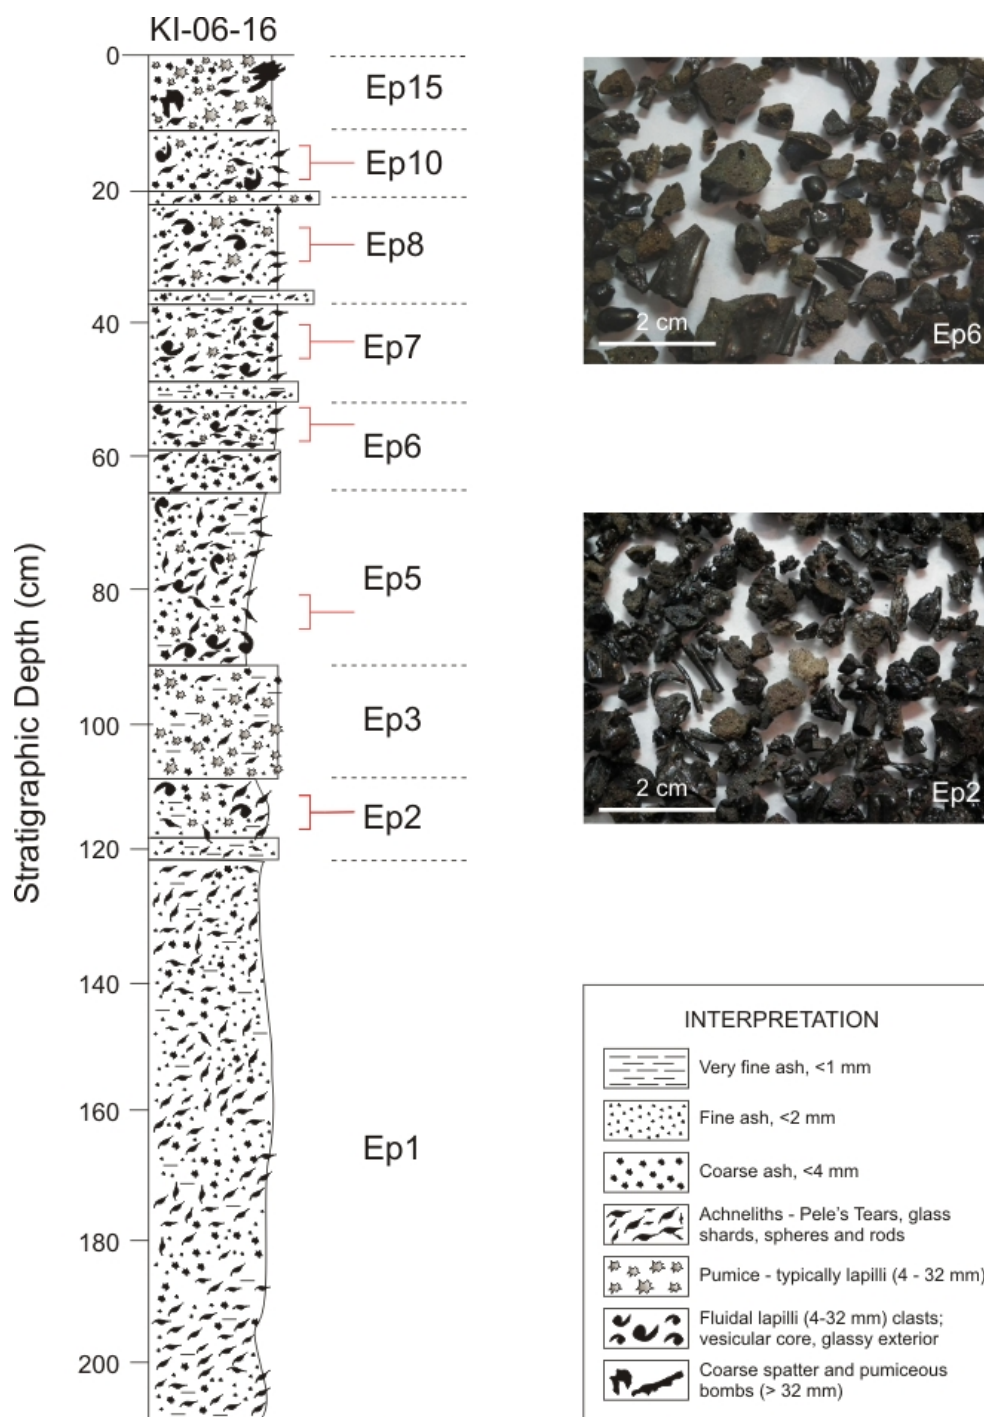 KI-06-16
0
20
40
60
80
100
120
140
160
180
200
Stratigraphic Depth (cm)
Ep15
Ep10
Ep8
Ep7
Ep6
Ep5
Ep3
Ep2
Ep1
2 cm
Ep6
2 cm
Ep2
INTERPRETATION
Very fine ash, <1 mm
Fine ash, <2 mm
Coarse ash, <4 mm
Achneliths - Pele's Tears, glass
shards, spheres and rods
Pumice - typically lapilli (4 - 32 mm)
Fluidal lapilli (4-32 mm) clasts;
vesicular core, glassy exterior
Coarse spatter and pumiceous
bombs (> 32 mm)